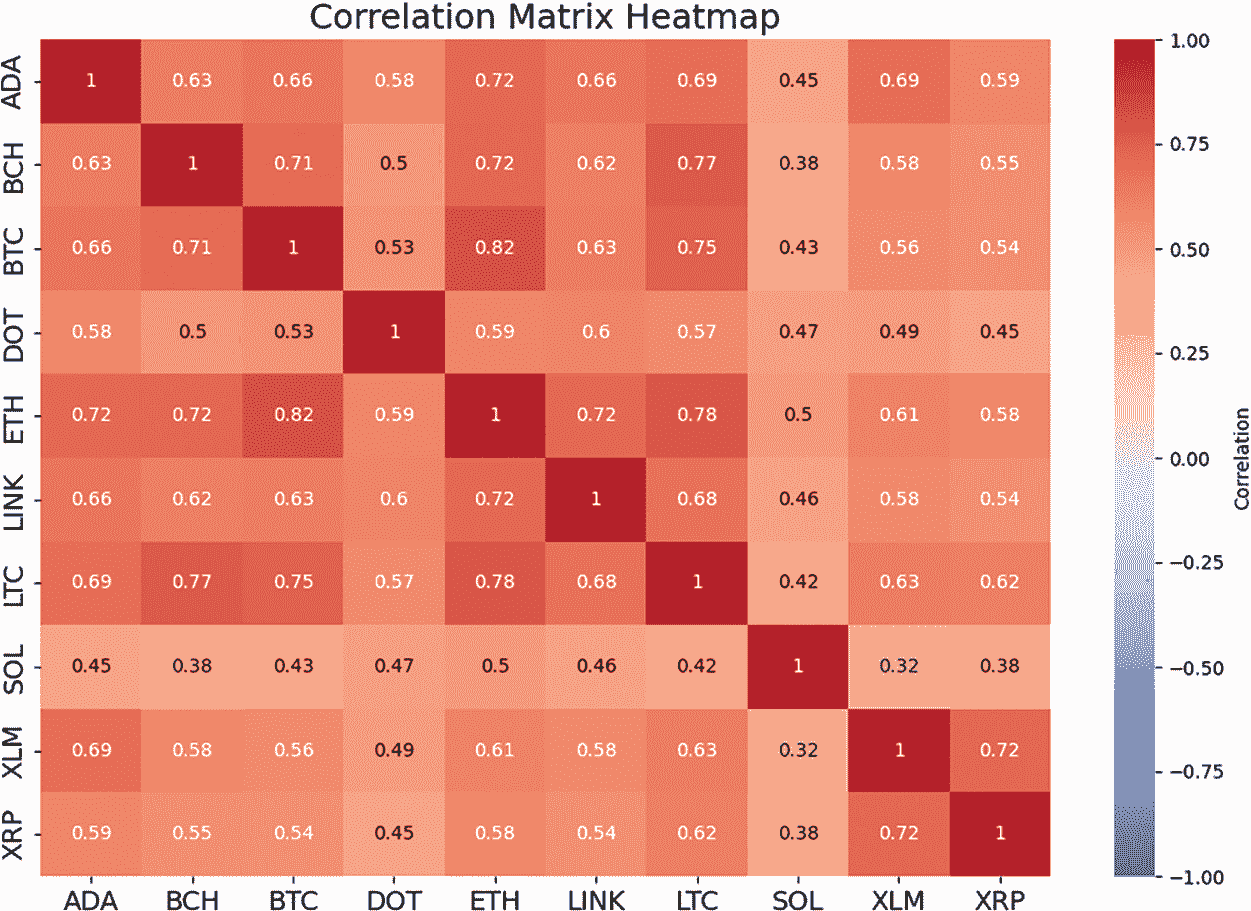 Correlation Matrix Heatmap
ADA 1 0.63 0.66 0.58 0.72 0.66 0.69 0.45 0.69 0.59
BCH 0.63 1 0.71 0.5 0.72 0.62 0.77 0.38 0.58 0.55
BTC 0.66 0.71 1 0.53 0.82 0.63 0.75 0.43 0.56 0.54
DOT 0.58 0.5 0.53 1 0.59 0.6 0.57 0.47 0.49 0.45
ETH 0.72 0.72 0.82 0.59 1 0.72 0.78 0.5 0.61 0.58
LINK 0.66 0.62 0.63 0.6 0.72 1 0.68 0.46 0.58 0.54
LTC 0.69 0.77 0.75 0.57 0.78 0.68 1 0.42 0.63 0.62
SOL 0.45 0.38 0.43 0.47 0.5 0.46 0.42 1 0.32 0.38
XLM 0.69 0.58 0.56 0.49 0.61 0.58 0.63 0.32 1 0.72
XRP 0.59 0.55 0.54 0.45 0.58 0.54 0.62 0.38 0.72 1
ADA BCH BTC DOT ETH LINK LTC SOL XLM XRP
1.00
0.75
0.50
0.25
0.00
−0.25
−0.50
−0.75
−1.00
Correlation